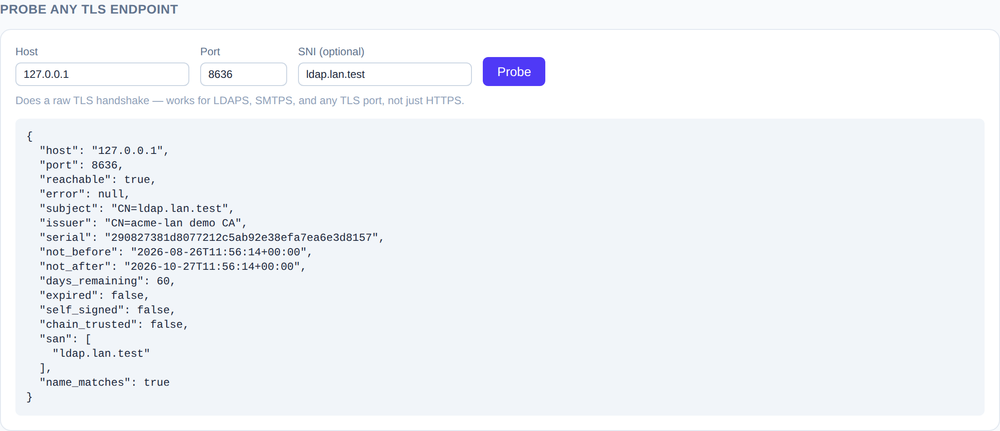 PROBE ANY TLS ENDPOINT
Host
Port
SNI (optional)
127.0.0.1
8636
ldap.lan.test
Probe
Does a raw TLS handshake — works for LDAPS, SMTPS, and any TLS port, not just HTTPS.
{
  "host": "127.0.0.1",
  "port": 8636,
  "reachable": true,
  "error": null,
  "subject": "CN=ldap.lan.test",
  "issuer": "CN=acme-lan demo CA",
  "serial": "290827381d8077212c5ab92e38efa7ea6e3d8157",
  "not_before": "2026-08-26T11:56:14+00:00",
  "not_after": "2026-10-27T11:56:14+00:00",
  "days_remaining": 60,
  "expired": false,
  "self_signed": false,
  "chain_trusted": false,
  "san": [
    "ldap.lan.test"
  ],
  "name_matches": true
}